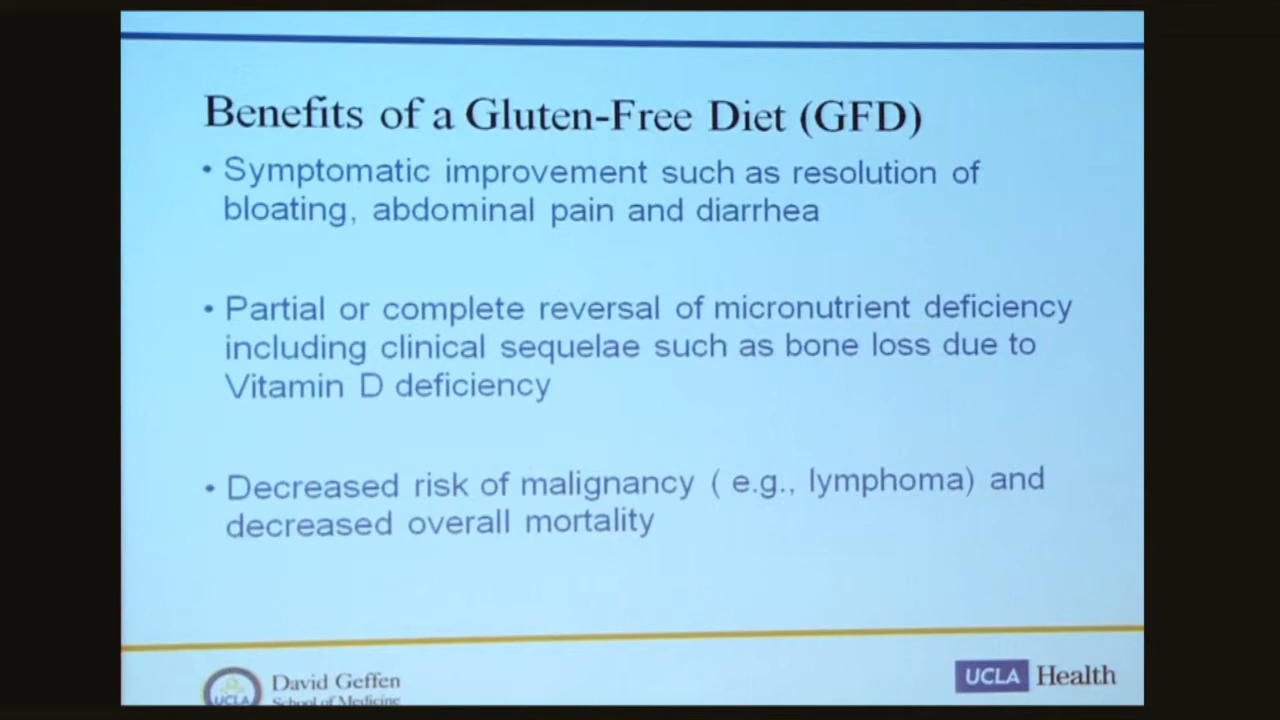 Benefits of a Gluten-Free Diet (GFD)
• Symptomatic improvement such as resolution of
bloating, abdominal pain and diarrhea
• Partial or complete reversal of micronutrient deficiency
including clinical sequelae such as bone loss due to
Vitamin D deficiency
• Decreased risk of malignancy ( e.g., lymphoma) and
decreased overall mortality
UCLA
David Geffen
School of Medicine
UCLA Health